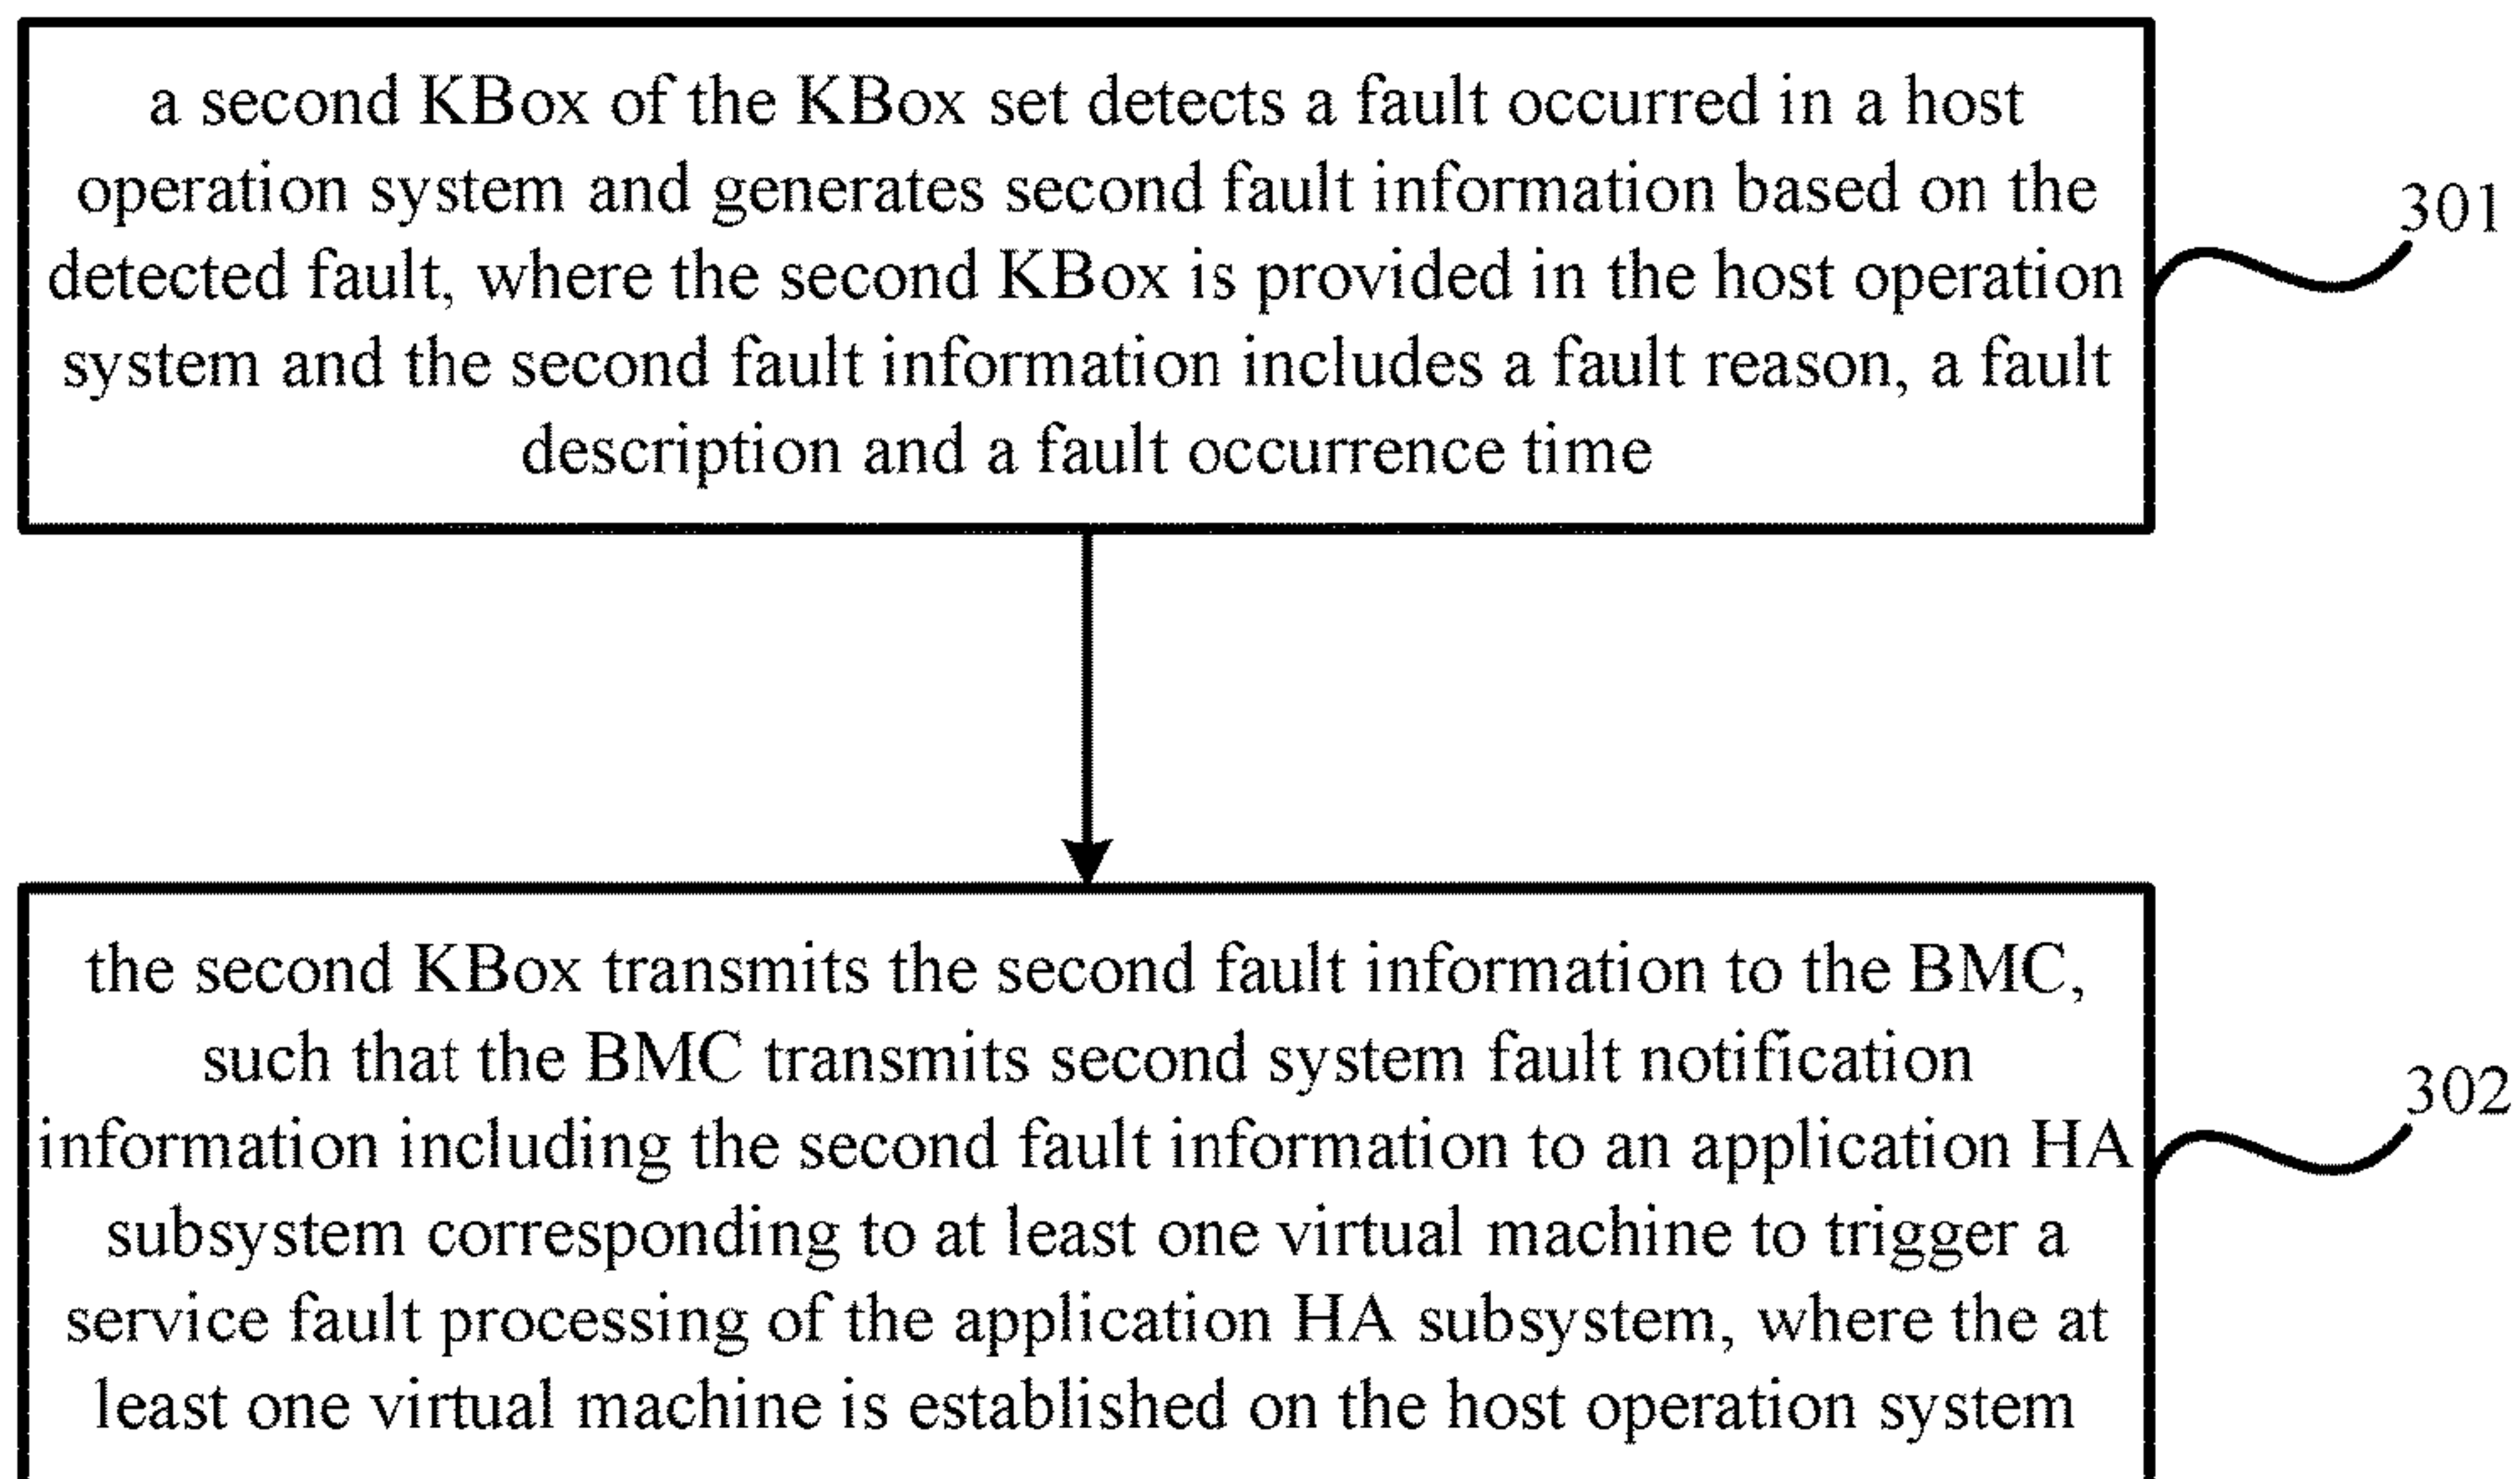 a second KBox of the KBox set detects a fault occurred in a host
operation system and generates second fault information based on the
detected fault, where the second KBox is provided in the host operation
system and the second fault information includes a fault reason, a fault
description and a fault occurrence time
301
the second KBox transmits the second fault information to the BMC,
such that the BMC transmits second system fault notification
information including the second fault information to an application HA
subsystem corresponding to at least one virtual machine to trigger a
service fault processing of the application HA subsystem, where the at
least one virtual machine is established on the host operation system
302